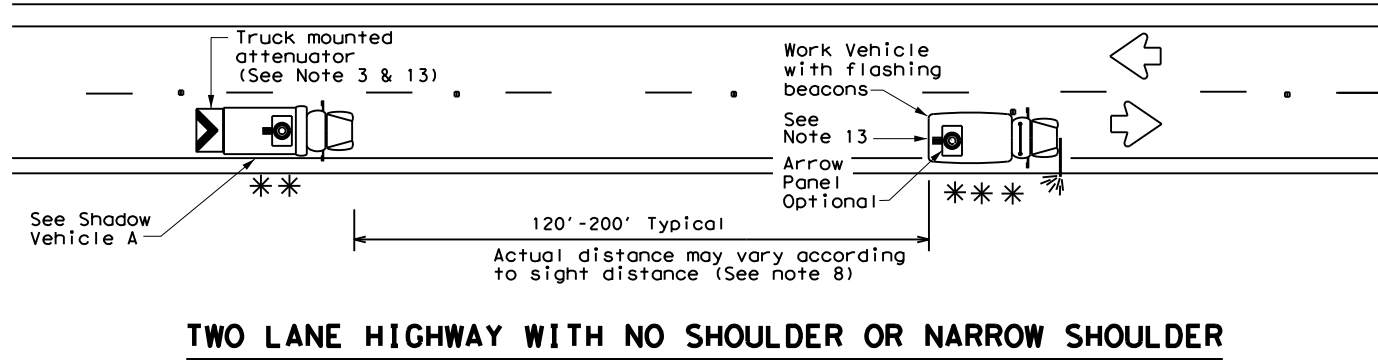 Truck mounted
attenuator
(See Note 3 & 13)
Work Vehicle
with flashing
beacons
See
Note 13
Arrow
Panel
Optional
See Shadow
Vehicle A
120'-200' Typical
Actual distance may vary according
to sight distance (See note 8)
TWO LANE HIGHWAY WITH NO SHOULDER OR NARROW SHOULDER